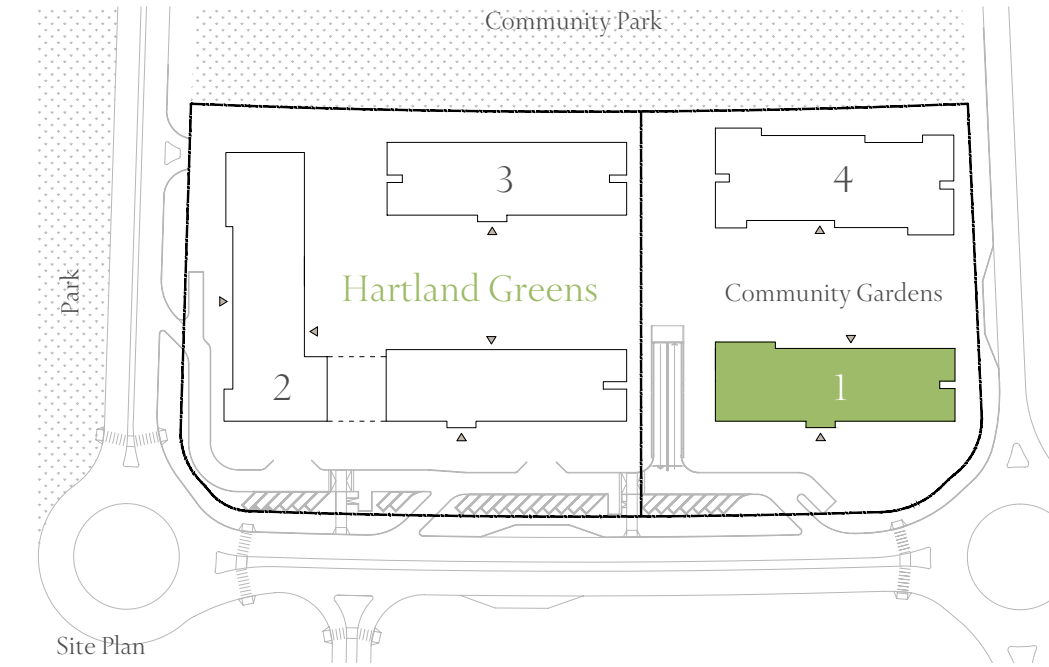 Community Park
3
4
Park
Hartland Greens
Community Gardens
2
1
Site Plan